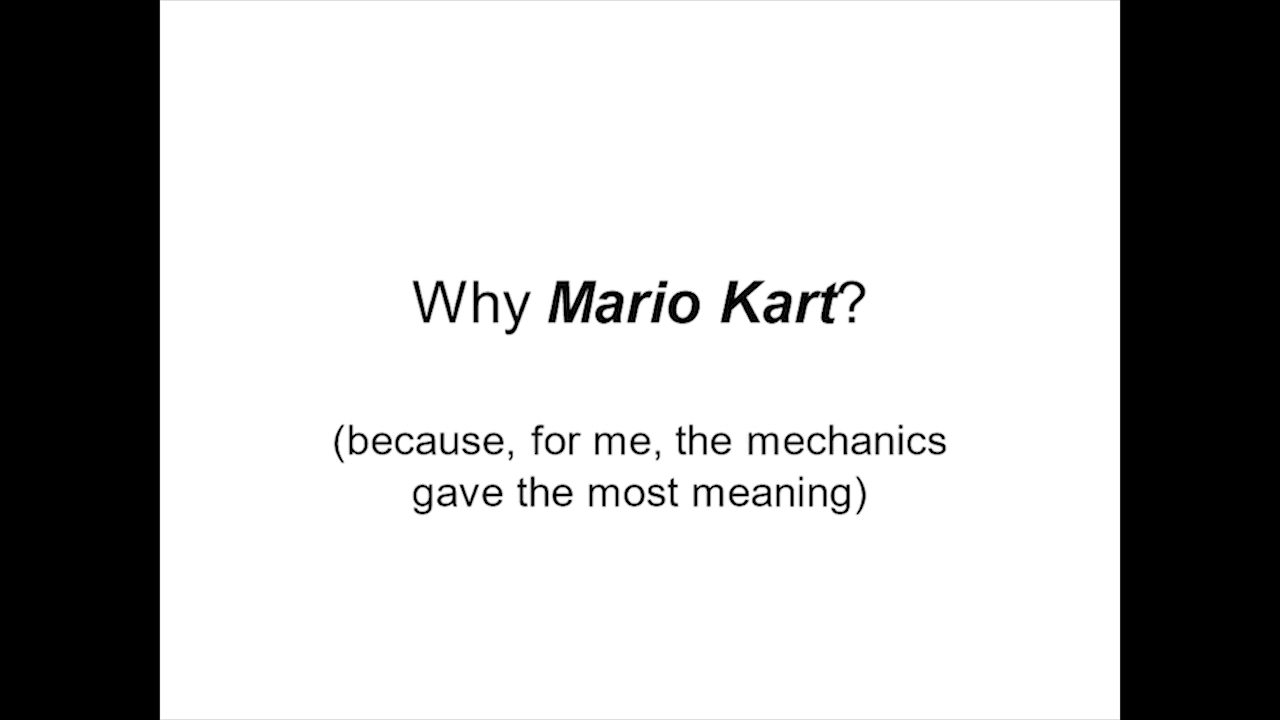 Why Mario Kart?
(because, for me, the mechanics
gave the most meaning)